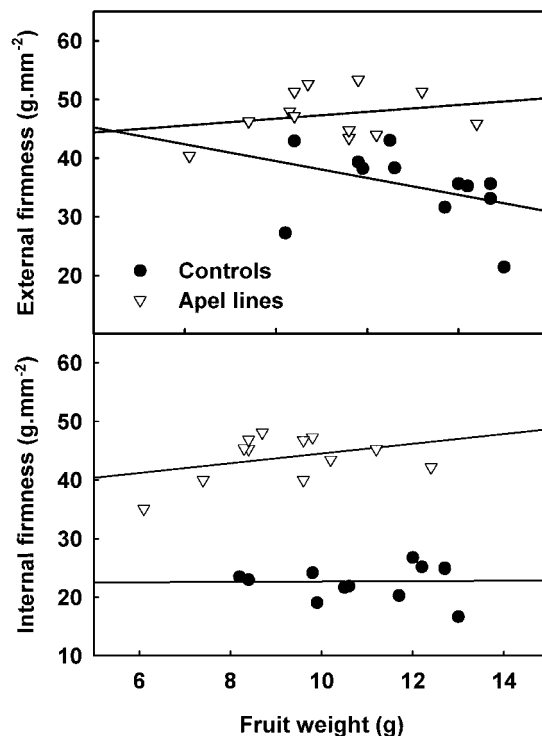 External firmness (g.mm-2)
60
50
40
30
20
Controls
Apel lines
Internal firmness (g.mm-2)
60
50
40
30
20
10
6 8 10 12 14
Fruit weight (g)